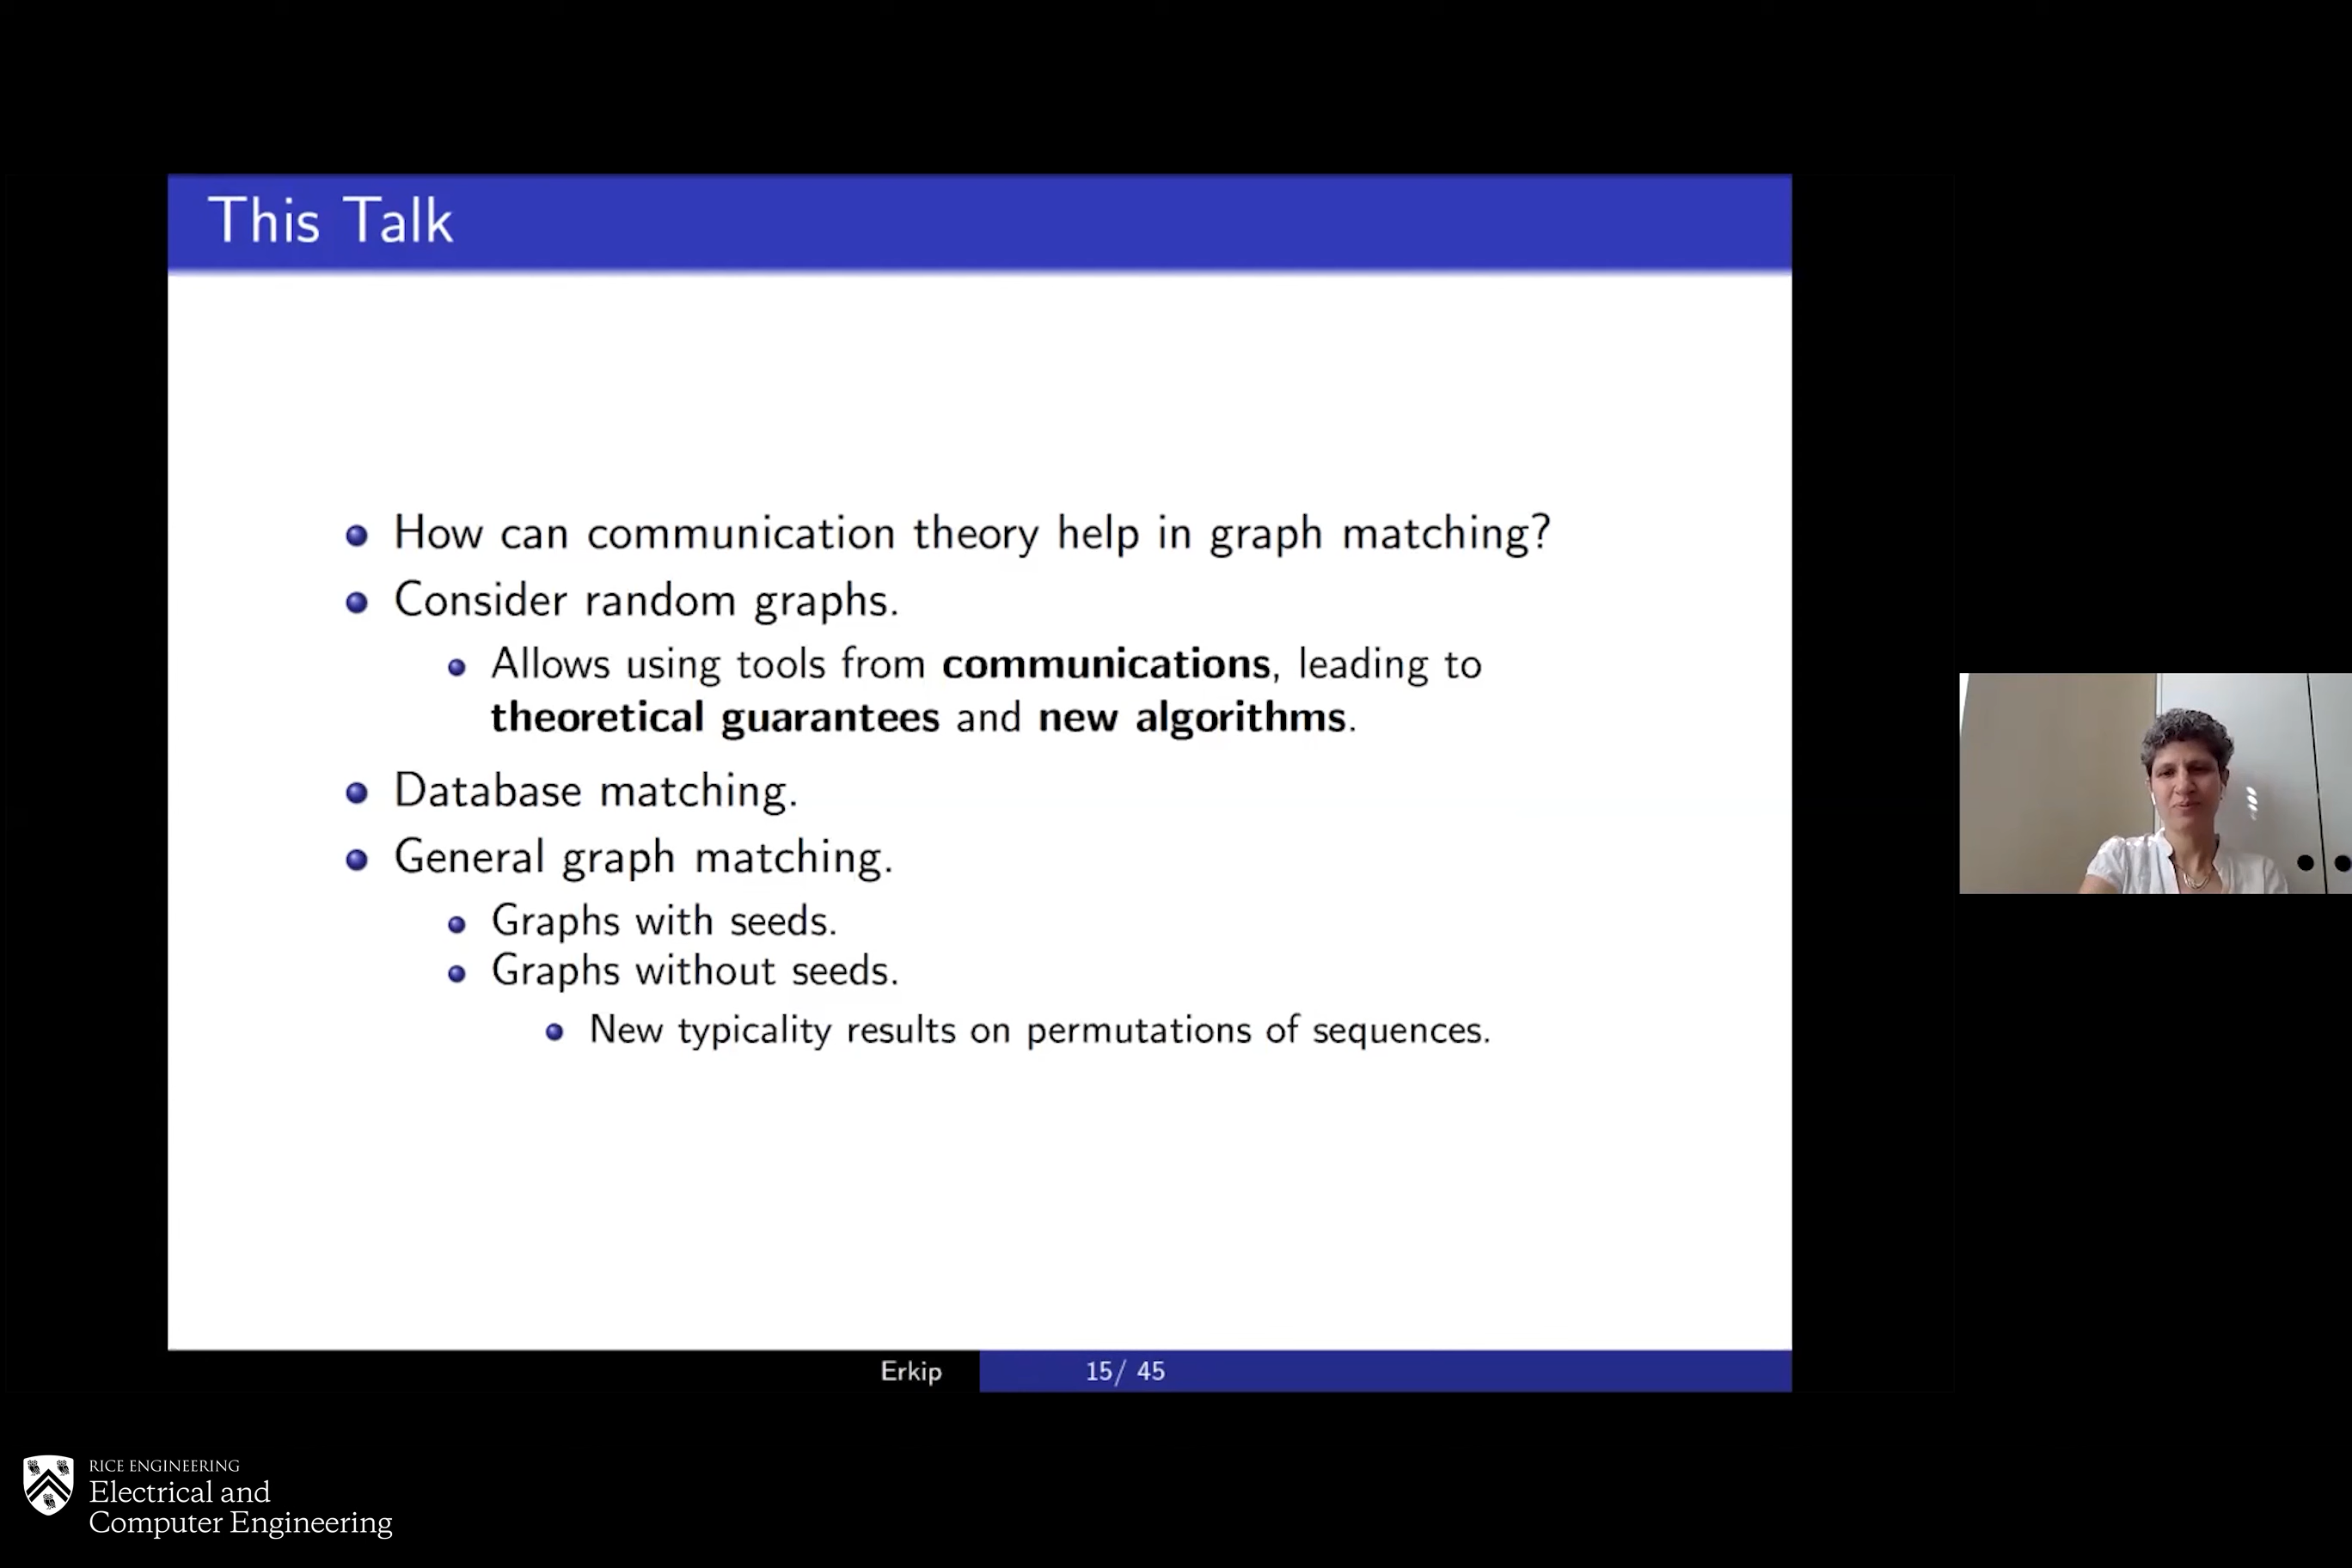 This Talk
How can communication theory help in graph matching?
Consider random graphs.
Allows using tools from communications, leading to
theoretical guarantees and new algorithms.
Database matching.
General graph matching.
Graphs with seeds.
Graphs without seeds.
New typicality results on permutations of sequences.
Erkip
15/ 45
RICE ENGINEERING
Electrical and
Computer Engineering